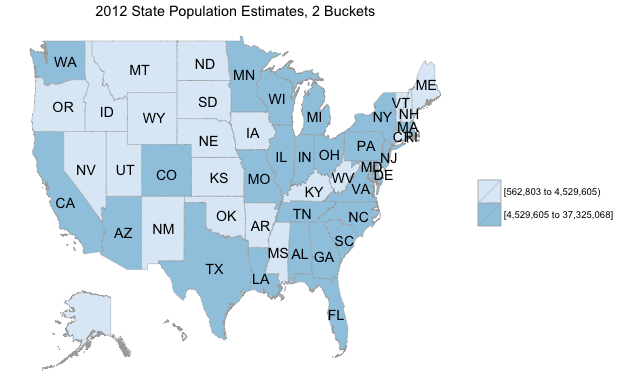 2012 State Population Estimates, 2 Buckets
WA
MT
ND
MN
ME
OR
ID
SD
WI
MI
VT
NH
NY
MA
CT
RI
WY
NE
IA
PA
NJ
NV
UT
CO
KS
MO
IL
IN
OH
WV
MD
DE
VA
KY
CA
AZ
NM
OK
AR
TN
NC
SC
TX
LA
MS
AL
GA
FL
[562,803 to 4,529,605)
[4,529,605 to 37,325,068]